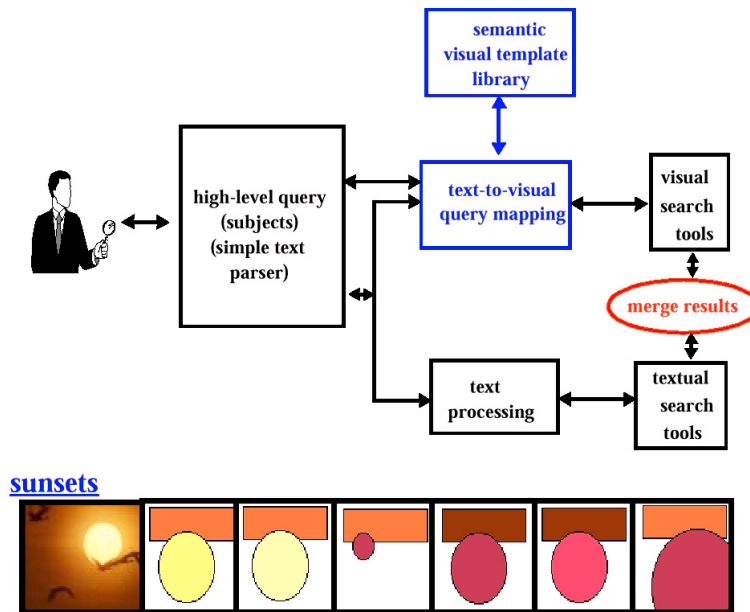 semantic
visual template
library
high-level query
(subjects)
(simple text
parser)
text-to-visual
query mapping
visual
search
tools
merge results
text
processing
textual
search
tools
sunsets